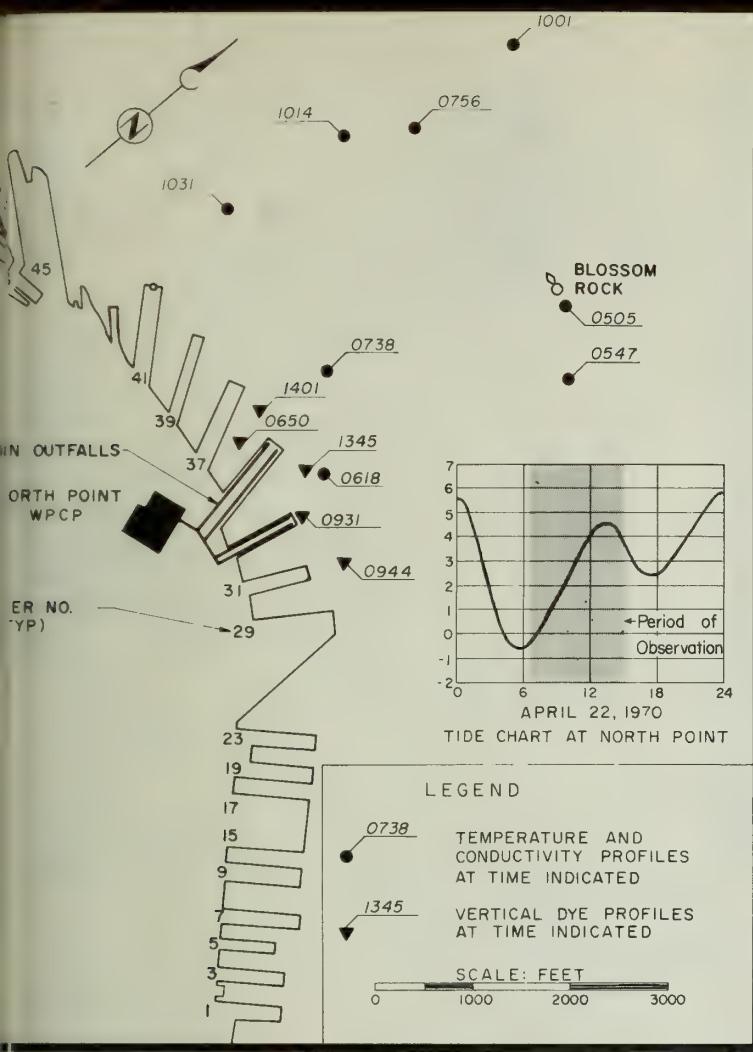 1001
1014
0756
1031
N
45
BLOSSOM
ROCK
0505
0547
0738
1401
41
39
0650
37
1345
0618
IN OUTFALLS
ORTH POINT
WPCP
0931
0944
31
ER NO.
YP)
29
7
6
5
4
3
2
1
0
-1
-2
Period of
Observation
0 6 12 18 24
APRIL 22, 1970
TIDE CHART AT NORTH POINT
23
19
17
15
9
7
5
3
1
LEGEND
0738
TEMPERATURE AND
CONDUCTIVITY PROFILES
AT TIME INDICATED
1345
VERTICAL DYE PROFILES
AT TIME INDICATED
SCALE: FEET
0 1000 2000 3000